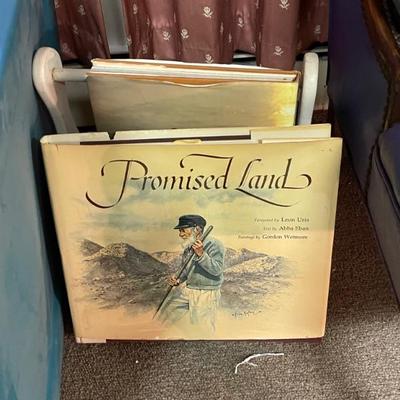 Promised Land
Foreword by Leon Uris
Text by Abba Eban
Paintings by Gordon Wetmore